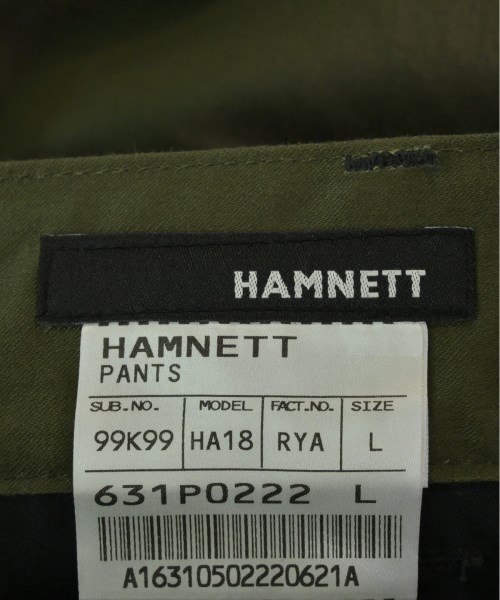 HAMNETT
HAMNETT
PANTS
SUB.NO. MODEL FACT.NO. SIZE
99K99 HA18 RYA L
631P0222 L
A16310502220621A